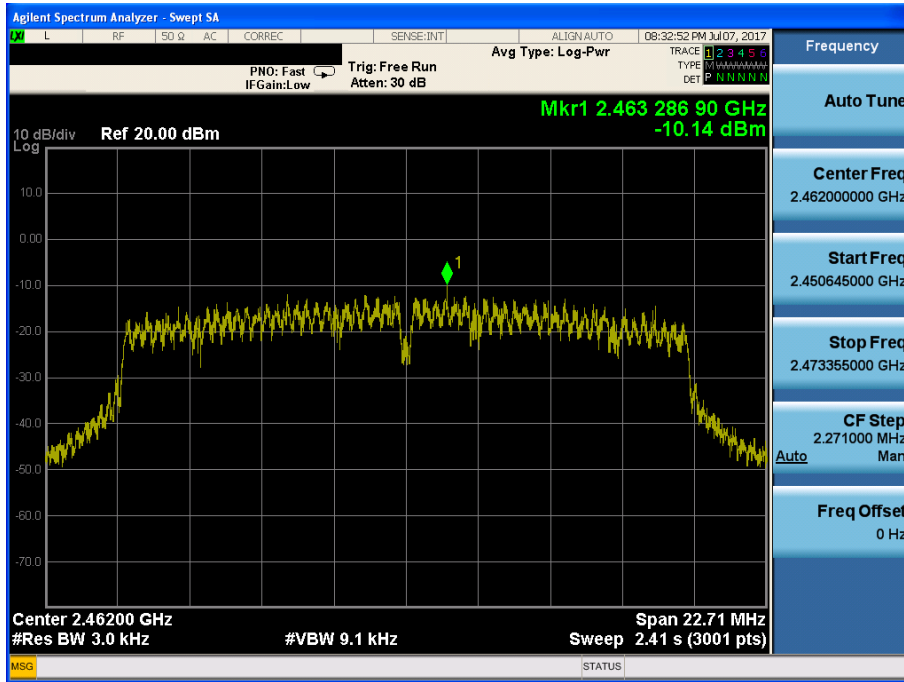 Agilent Spectrum Analyzer - Swept SA
LXI L RF 50 Ω AC CORREC SENSE:INT ALIGN AUTO 08:32:52 PM Jul 07, 2017
PNO: Fast
IFGain:Low
Trig: Free Run
Atten: 30 dB
Avg Type: Log-Pwr
TRACE 1 2 3 4 5 6
TYPE M WWWWW
DET P N N N N N
Mkr1 2.463 286 90 GHz
-10.14 dBm
10 dB/div Ref 20.00 dBm
Log
10.0
0.00
-10.0
-20.0
-30.0
-40.0
-50.0
-60.0
-70.0
1
Center 2.46200 GHz Span 22.71 MHz
#Res BW 3.0 kHz #VBW 9.1 kHz Sweep 2.41 s (3001 pts)
MSG STATUS
Frequency
Auto Tune
Center Freq
2.462000000 GHz
Start Freq
2.450645000 GHz
Stop Freq
2.473355000 GHz
CF Step
2.271000 MHz
Auto Man
Freq Offset
0 Hz